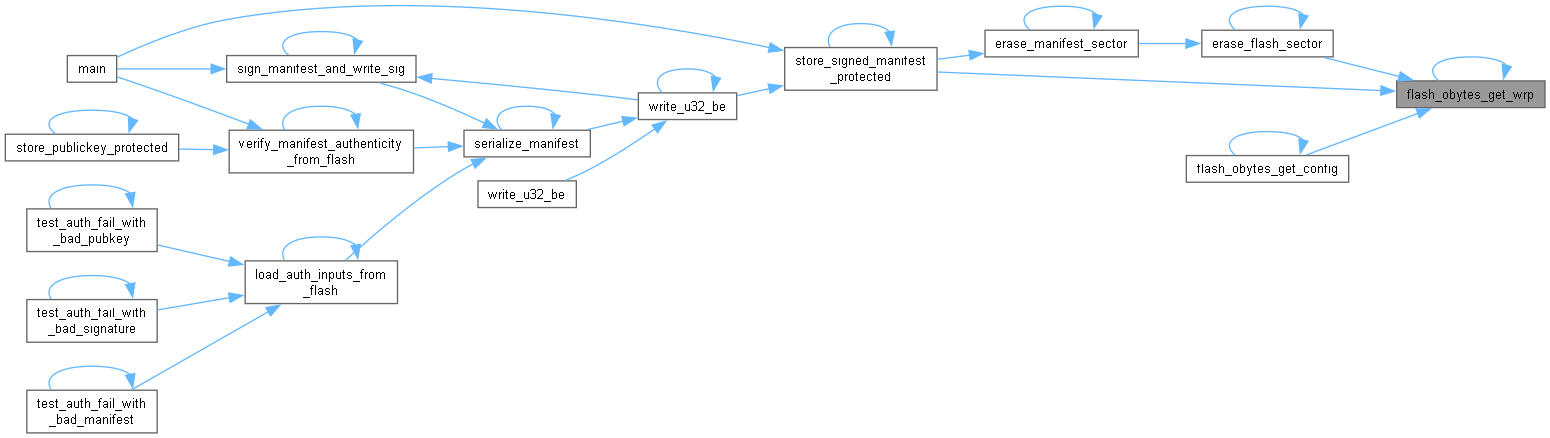 main
sign_manifest_and_write_sig
store_publickey_protected
verify_manifest_authenticity
_from_flash
test_auth_fail_with
_bad_pubkey
test_auth_fail_with
_bad_signature
test_auth_fail_with
_bad_manifest
load_auth_inputs_from
_flash
serialize_manifest
write_u32_be
write_u32_be
store_signed_manifest
_protected
erase_manifest_sector
erase_flash_sector
flash_obytes_get_wrp
flash_obytes_get_config